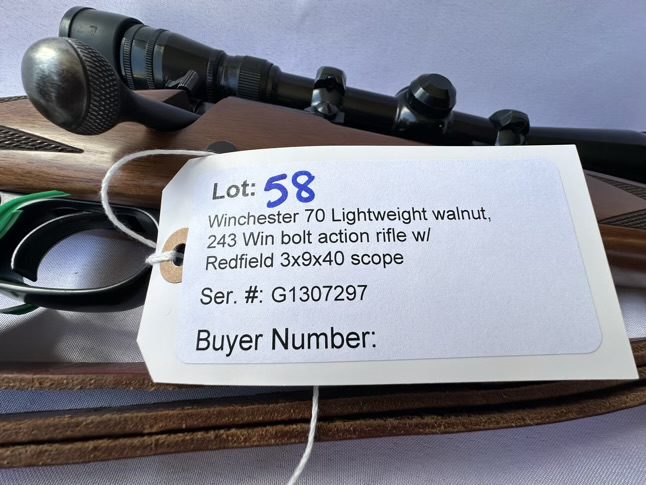 Lot: 58
Winchester 70 Lightweight walnut,
243 Win bolt action rifle w/
Redfield 3x9x40 scope
Ser. #: G1307297
Buyer Number: